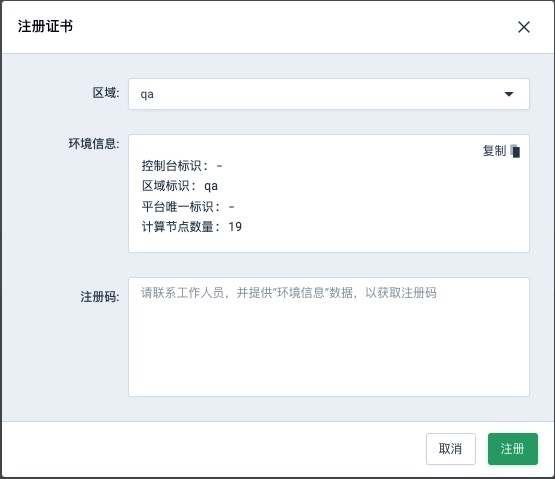 注册证书
区域:
qa
环境信息:
复制
控制台标识: -
区域标识: qa
平台唯一标识: -
计算节点数量: 19
注册码:
请联系工作人员，并提供“环境信息”数据，以获取注册码
取消
注册